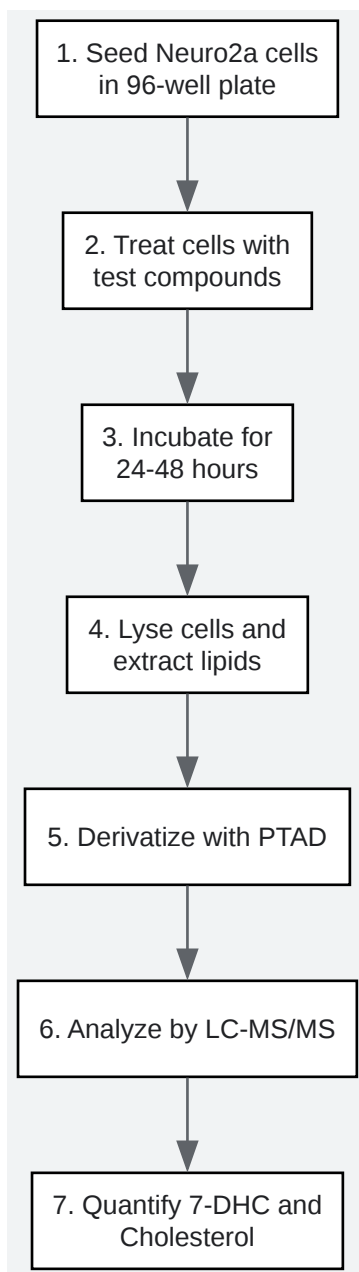 1. Seed Neuro2a cells
in 96-well plate
2. Treat cells with
test compounds
3. Incubate for
24-48 hours
4. Lyse cells and
extract lipids
5. Derivatize with PTAD
6. Analyze by LC-MS/MS
7. Quantify 7-DHC and
Cholesterol